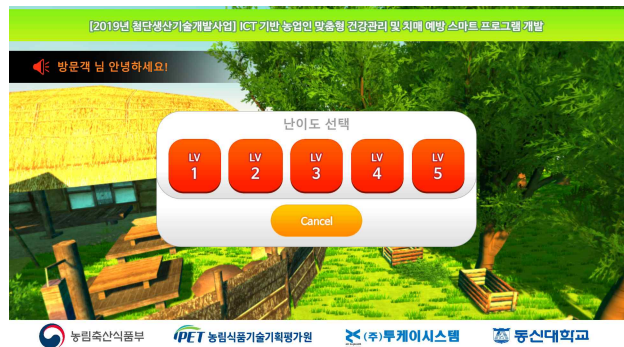 [2019년 첨단생산기술개발사업] ICT 기반 농업인 맞춤형 건강관리 및 치매 예방 스마트 프로그램 개발
방문객 님 안녕하세요!
난이도 선택
LV 1
LV 2
LV 3
LV 4
LV 5
Cancel
농림축산식품부
iPET 농림식품기술기획평가원
(주)투케이시스템
동신대학교